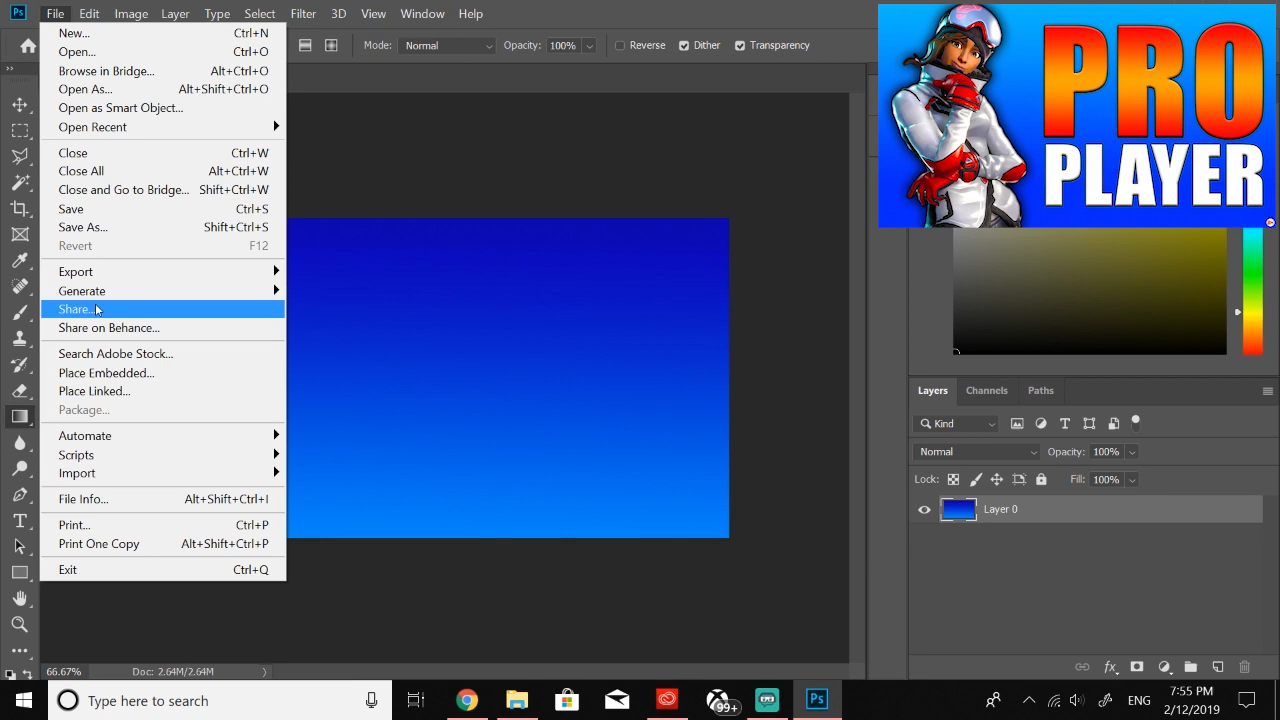 Ps File Edit Image Layer Type Select Filter 3D View Window Help
Mode: Normal Opacity: 100% Reverse Dither Transparency
New... Ctrl+N
Open... Ctrl+O
Browse in Bridge... Alt+Ctrl+O
Open As... Alt+Shift+Ctrl+O
Open as Smart Object...
Open Recent
Close Ctrl+W
Close All Alt+Ctrl+W
Close and Go to Bridge... Shift+Ctrl+W
Save Ctrl+S
Save As... Shift+Ctrl+S
Revert F12
Export
Generate
Share...
Share on Behance...
Search Adobe Stock...
Place Embedded...
Place Linked...
Package...
Automate
Scripts
Import
File Info... Alt+Shift+Ctrl+I
Print... Ctrl+P
Print One Copy Alt+Shift+Ctrl+P
Exit Ctrl+Q
PRO
PLAYER
Layers Channels Paths
Kind
Normal Opacity: 100%
Lock: Fill: 100%
Layer 0
66.67% Doc: 2.64M/2.64M
Type here to search
99+
Ps
ENG
7:55 PM
2/12/2019